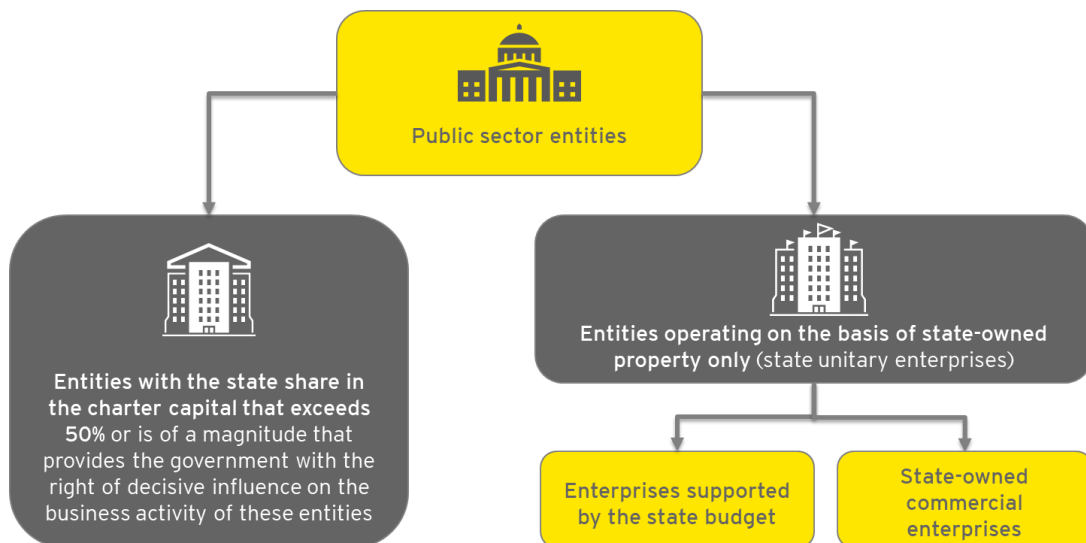 Public sector entities
Entities with the state share in
the charter capital that exceeds
50% or is of a magnitude that
provides the government with the
right of decisive influence on the
business activity of these entities
Entities operating on the basis of state-owned
property only (state unitary enterprises)
Enterprises supported
by the state budget
State-owned
commercial
enterprises